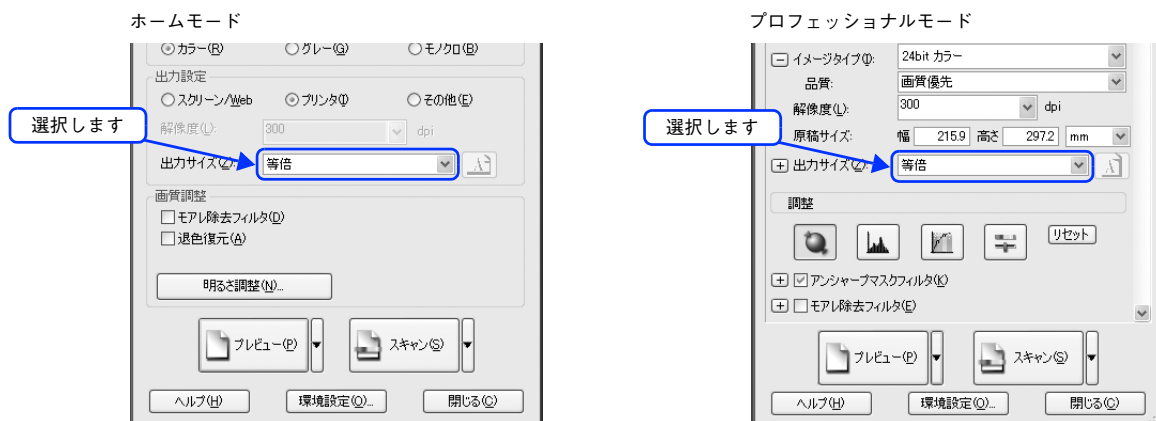 ホームモード
カラー(R) グレー(G) モノクロ(B)
出力設定
スクリーン/Web プリンタ(I) その他(E)
選択します
解像度(L): 300 dpi
出力サイズ(Z): 等倍
画質調整
モアレ除去フィルタ(D)
退色復元(A)
明るさ調整(N)...
プレビュー(P) スキャン(S)
ヘルプ(H) 環境設定(O)... 閉じる(C)
プロフェッショナルモード
イメージタイプ(I): 24bit カラー
品質: 画質優先
解像度(L): 300 dpi
選択します
原稿サイズ: 幅 215.9 高さ 297.2 mm
出力サイズ(Z): 等倍
調整
リセット
アンシャープマスクフィルタ(K)
モアレ除去フィルタ(E)
プレビュー(P) スキャン(S)
ヘルプ(H) 環境設定(O)... 閉じる(C)